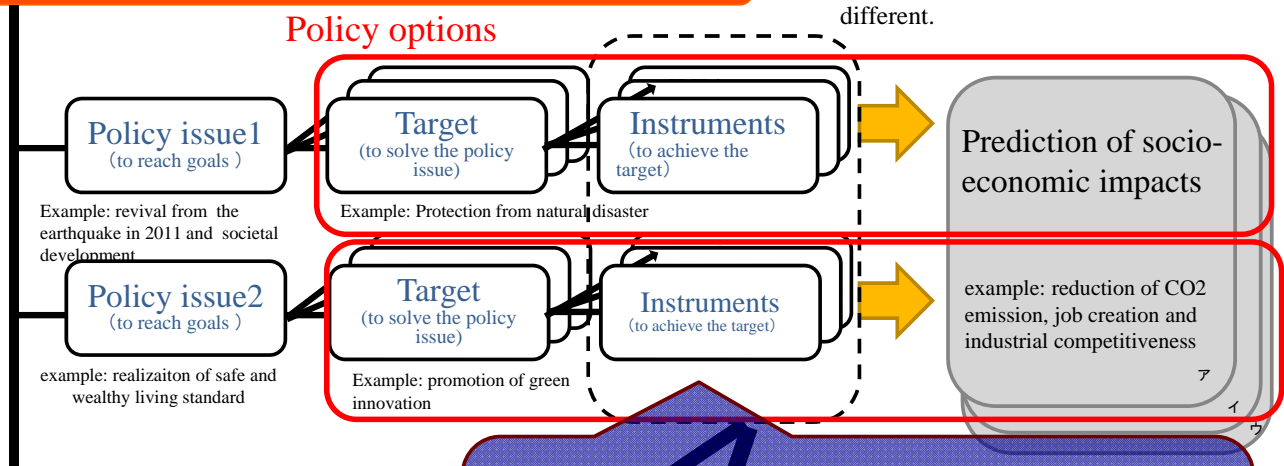 different.
Policy options
Policy issue1
（to reach goals ）
Target
(to solve the policy
issue)
Instruments
（to achieve the
target）
Prediction of socio-
economic impacts
Example: revival from  the
earthquake in 2011 and  societal
development
Example: Protection from natural disaster
Policy issue2
（to reach goals ）
Target
(to solve the policy
issue)
Instruments
（to achieve the target）
example: reduction of CO2
emission, job creation and
industrial competitiveness
example: realizaiton of safe and
wealthy living standard
Example: promotion of green
innovation
ア
イ
ウ